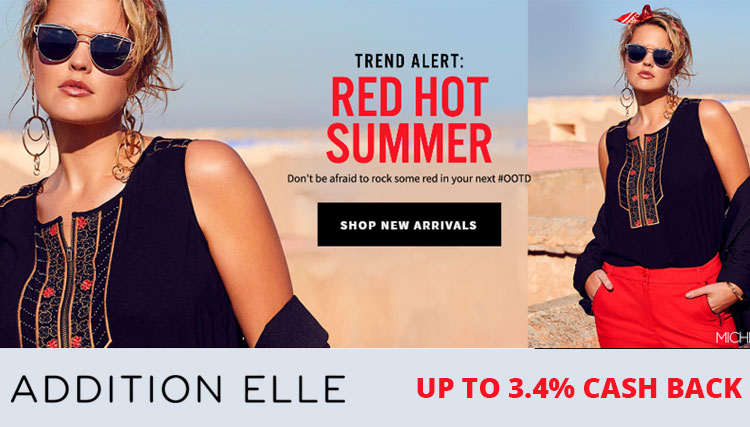 TREND ALERT:
RED HOT
SUMMER
Don't be afraid to rock some red in your next #OOTD
SHOP NEW ARRIVALS
MICHE
ADDITION ELLE
UP TO 3.4% CASH BACK